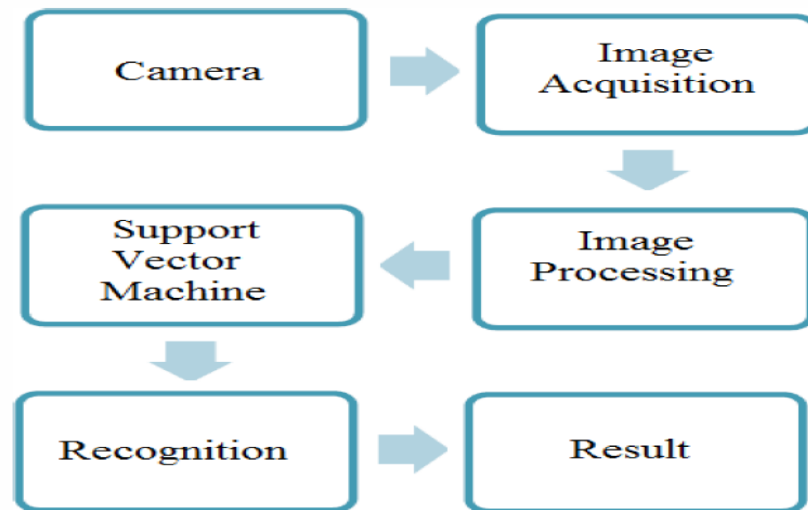 Camera
Image
Acquisition
Image
Processing
Support
Vector
Machine
Recognition
Result